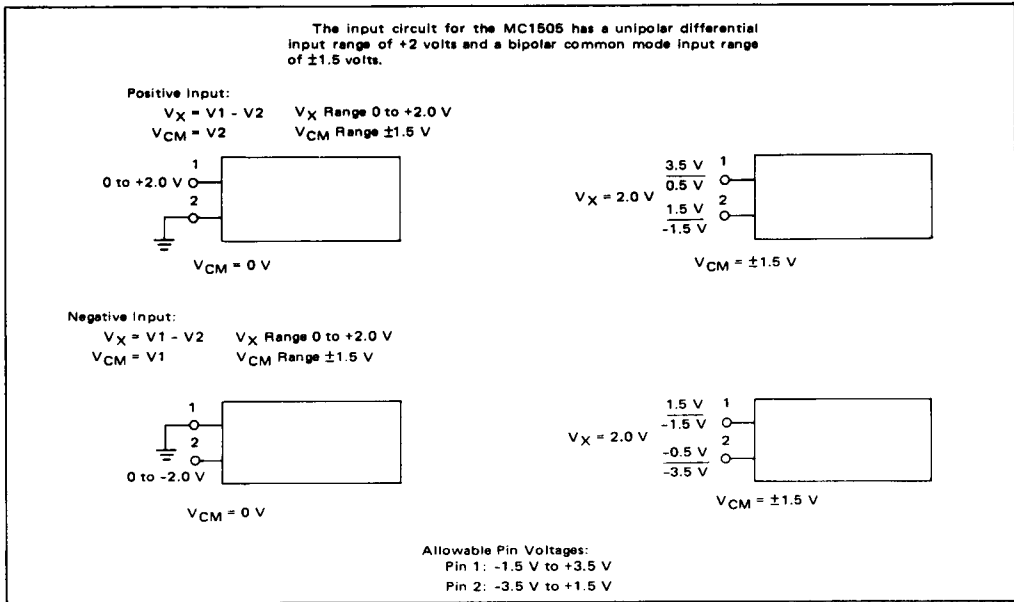 The input circuit for the MC1505 has a unipolar differential
input range of +2 volts and a bipolar common mode input range
of ±1.5 volts.
Positive Input:
VX = V1 - V2 VX Range 0 to +2.0 V
VCM = V2 VCM Range ±1.5 V
1
0 to +2.0 V
2
VCM = 0 V
3.5 V 1
0.5 V
VX = 2.0 V
1.5 V 2
-1.5 V
VCM = ±1.5 V
Negative Input:
VX = V1 - V2 VX Range 0 to +2.0 V
VCM = V1 VCM Range ±1.5 V
1
2
0 to -2.0 V
VCM = 0 V
1.5 V 1
-1.5 V
VX = 2.0 V
-0.5 V 2
-3.5 V
VCM = ±1.5 V
Allowable Pin Voltages:
Pin 1: -1.5 V to +3.5 V
Pin 2: -3.5 V to +1.5 V